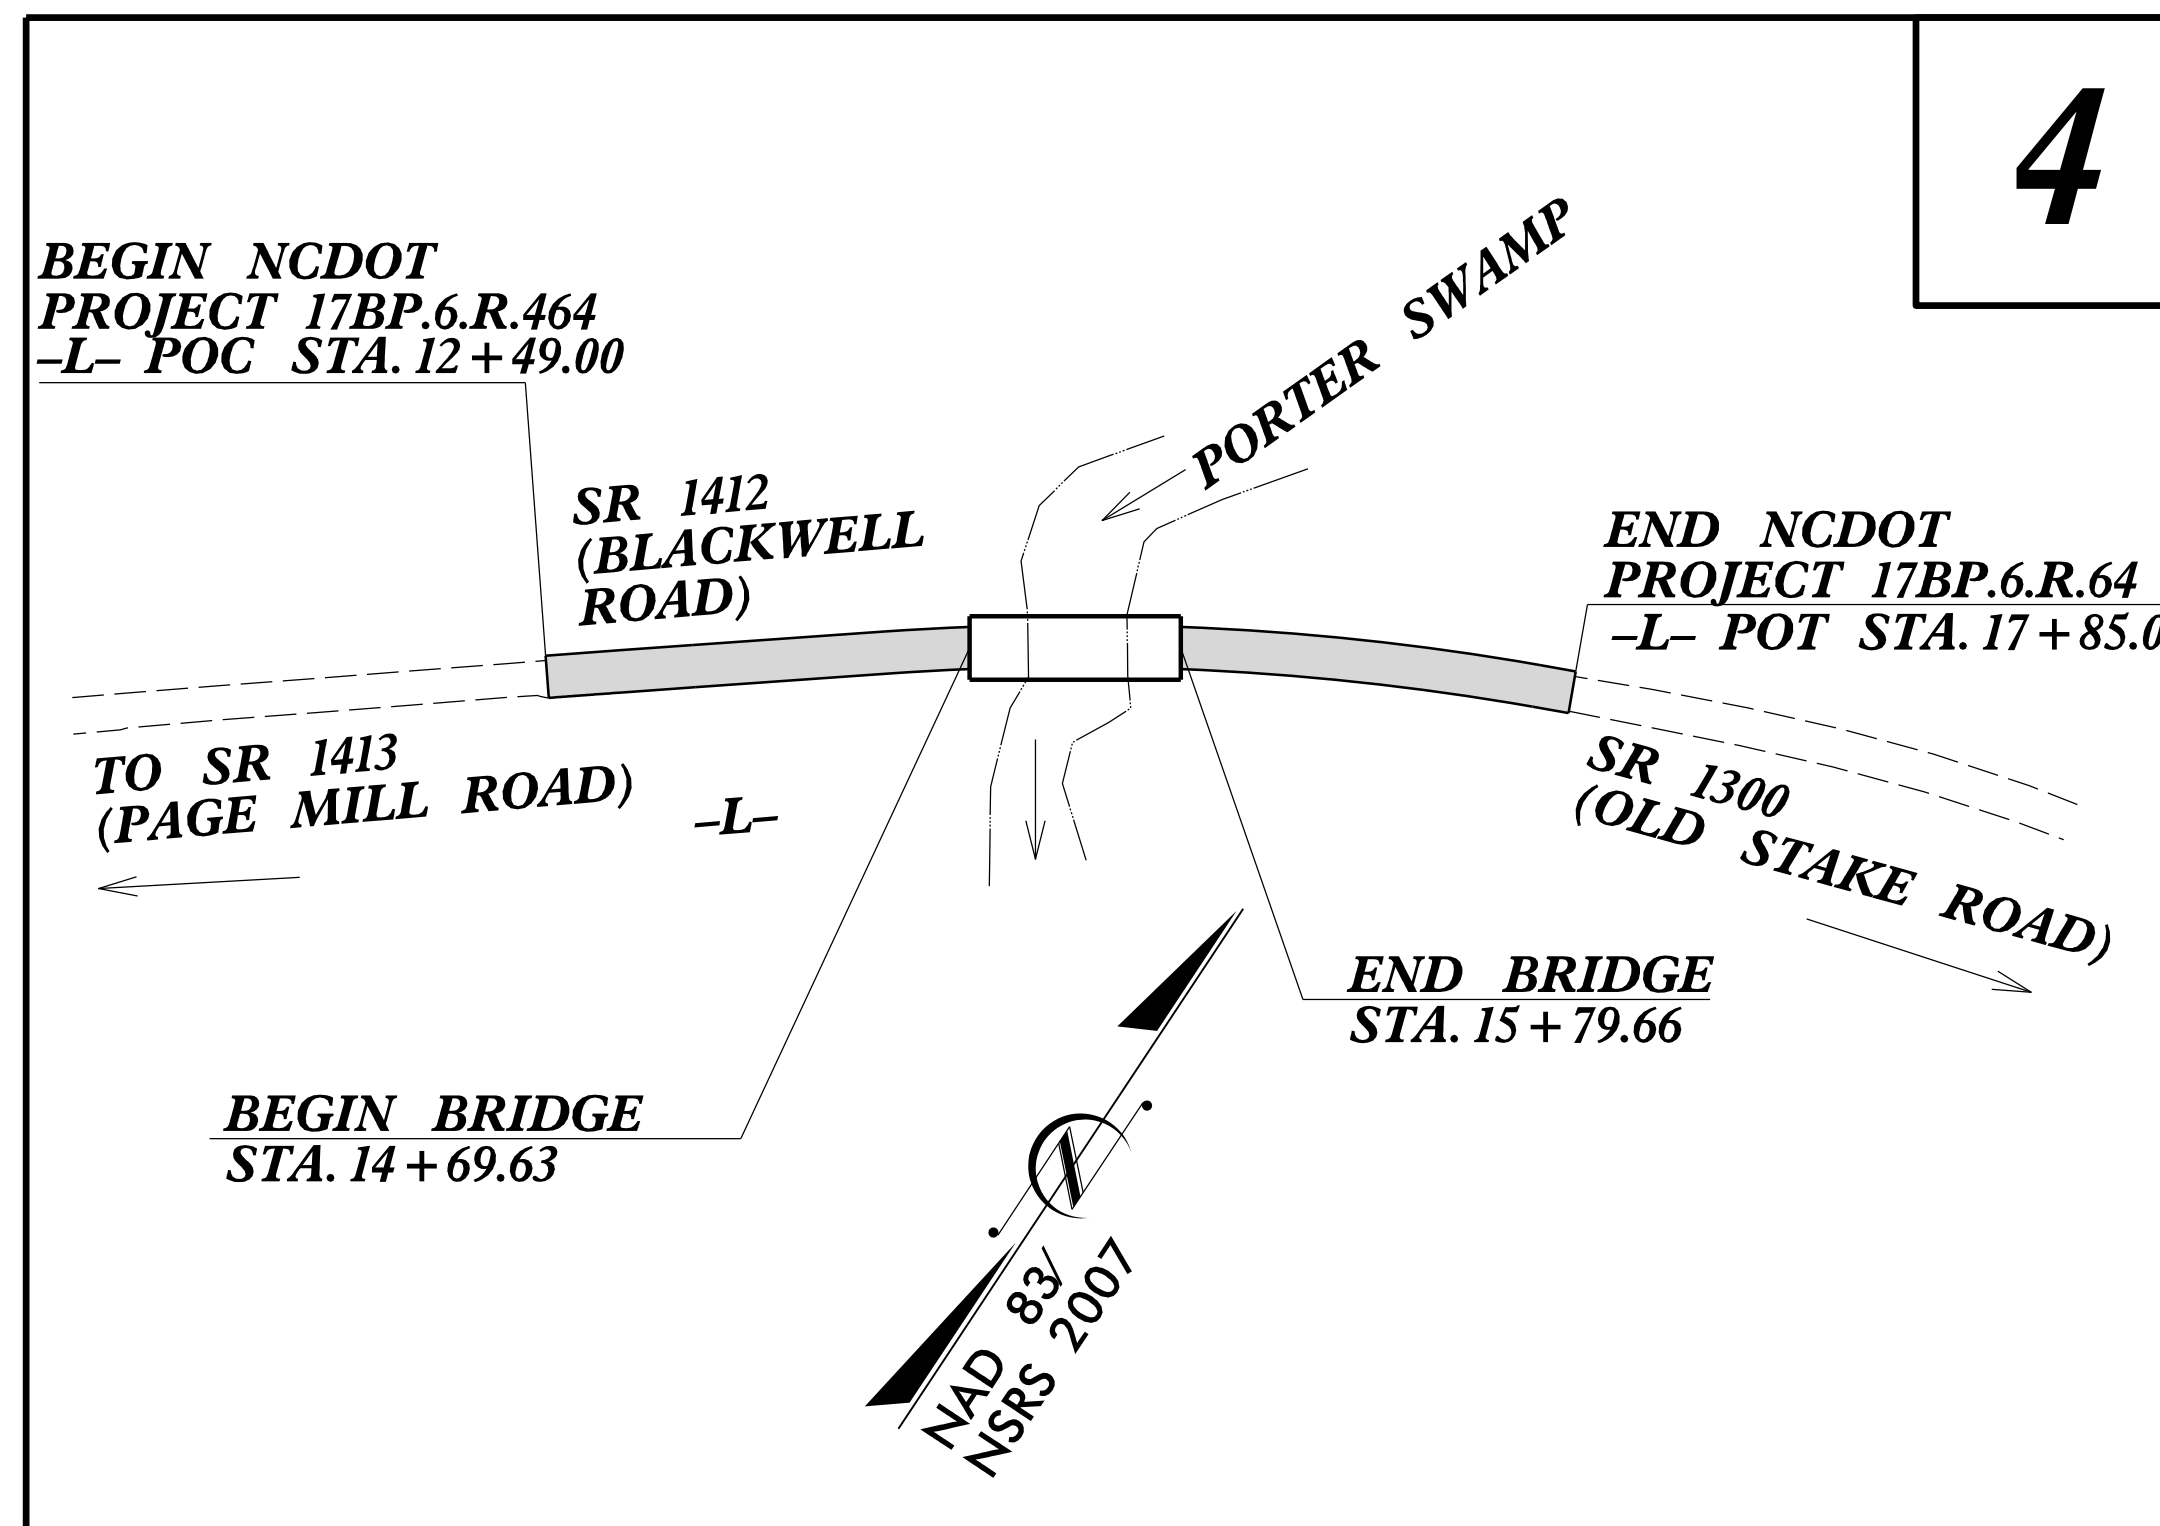 4
BEGIN NCDOT
PROJECT 17BP.6.R.464
-L- POC STA. 12+49.00
PORTER SWAMP
SR 1412
(BLACKWELL
ROAD)
END NCDOT
PROJECT 17BP.6.R.64
-L- POT STA. 17+85.0
TO SR 1413
(PAGE MILL ROAD)
-L-
SR 1300
(OLD STAKE ROAD)
END BRIDGE
STA. 15+79.66
BEGIN BRIDGE
STA. 14+69.63
N
NAD 83/
NSRS 2007